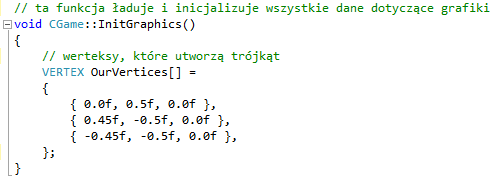 // ta funkcja ładuje i inicjalizuje wszystkie dane dotyczące grafiki
void CGame::InitGraphics()
{
// werteksy, które utworzą trójkąt
VERTEX OurVertices[] =
{
{ 0.0f, 0.5f, 0.0f },
{ 0.45f, -0.5f, 0.0f },
{ -0.45f, -0.5f, 0.0f },
};
}